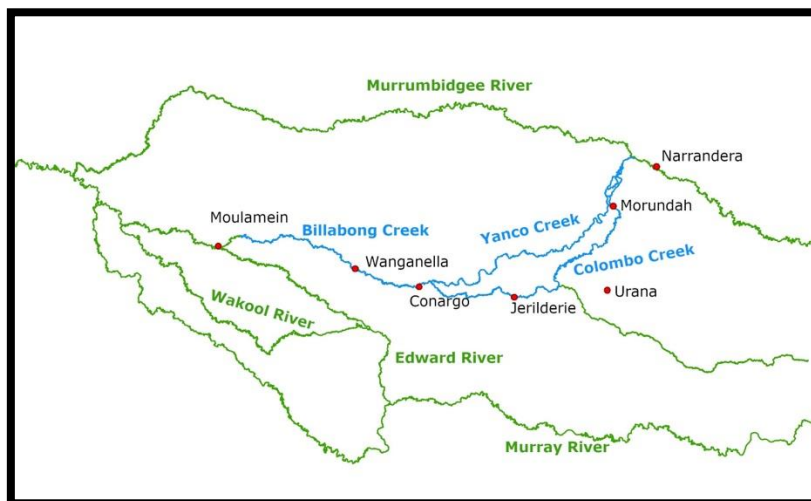 Murrumbidgee River
Narrandera
Morundah
Moulamein
Billabong Creek
Yanco Creek
Wanganella
Colombo Creek
Conargo
Jerilderie
Urana
Wakool River
Edward River
Murray River